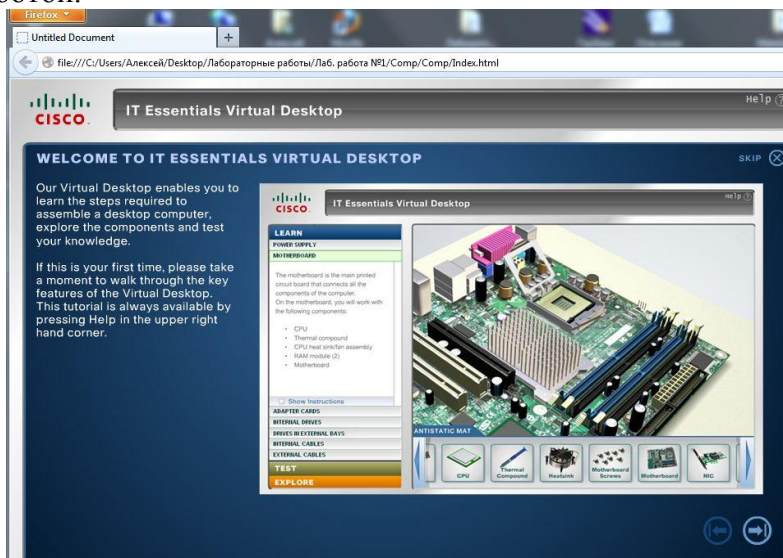 Firefox
Untitled Document
+
file:///C:/Users/Алексей/Desktop/Лабораторные работы/Лаб. работа №1/Comp/Comp/Index.html
CISCO.
IT Essentials Virtual Desktop
Help ?
WELCOME TO IT ESSENTIALS VIRTUAL DESKTOP
SKIP
Our Virtual Desktop enables you to
learn the steps required to
assemble a desktop computer,
explore the components and test
your knowledge.
If this is your first time, please take
a moment to walk through the key
features of the Virtual Desktop.
This tutorial is always available by
pressing Help in the upper right
hand corner.
CISCO.
IT Essentials Virtual Desktop
Help ?
LEARN
POWER SUPPLY
MOTHERBOARD
The motherboard is the main printed
circuit board that connects all the
components of the computer.
On the motherboard, you will work with
the following components:
• CPU
• Thermal compound
• CPU heat sink/fan assembly
• RAM module (2)
• Motherboard
Show Instructions
ADAPTER CARDS
INTERNAL DRIVES
DRIVES IN EXTERNAL BAYS
INTERNAL CABLES
EXTERNAL CABLES
TEST
EXPLORE
ANTISTATIC MAT
CPU
Thermal
Compound
Heatsink
Motherboard
Screws
Motherboard
NIC